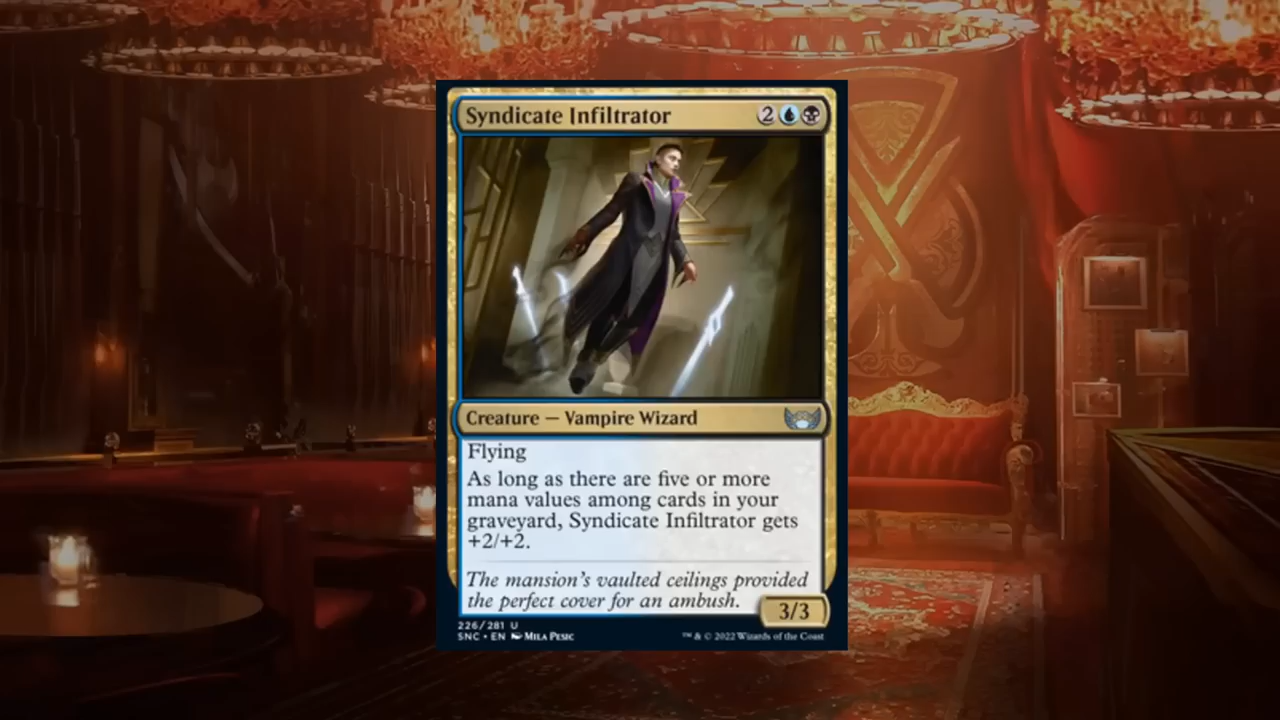 Syndicate Infiltrator 2
Creature — Vampire Wizard
Flying
As long as there are five or more
mana values among cards in your
graveyard, Syndicate Infiltrator gets
+2/+2.
The mansion's vaulted ceilings provided
the perfect cover for an ambush.
3/3
226/281 U
SNC • EN Mila Pesic
™ & © 2022 Wizards of the Coast